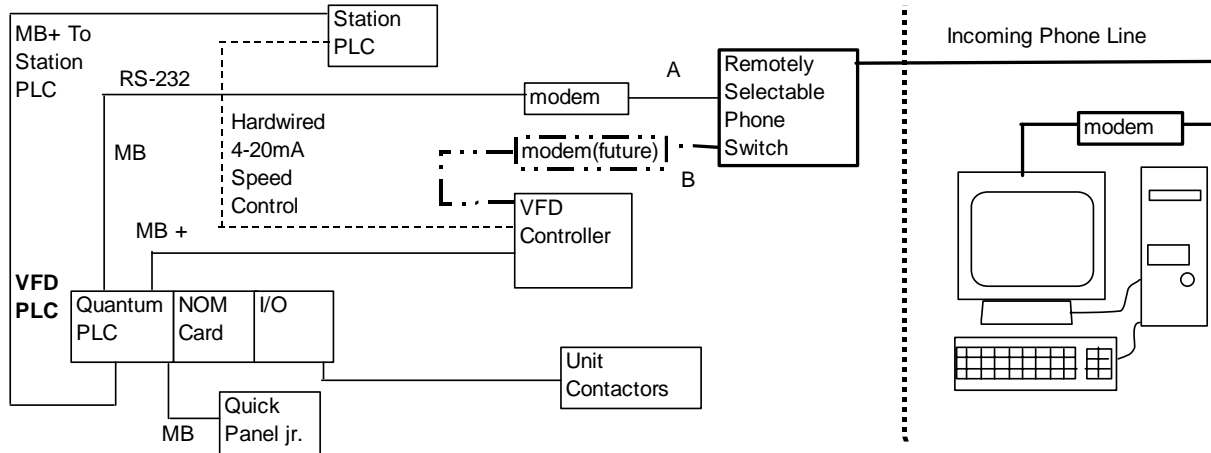 MB+ To
Station
PLC
Station
PLC
Incoming Phone Line
RS-232
A
modem
Remotely
Selectable
Phone
Switch
modem
Hardwired
4-20mA
Speed
Control
MB
modem(future)
B
MB +
VFD
Controller
VFD
PLC
Quantum
PLC
NOM
Card
I/O
Unit
Contactors
MB
Quick
Panel jr.